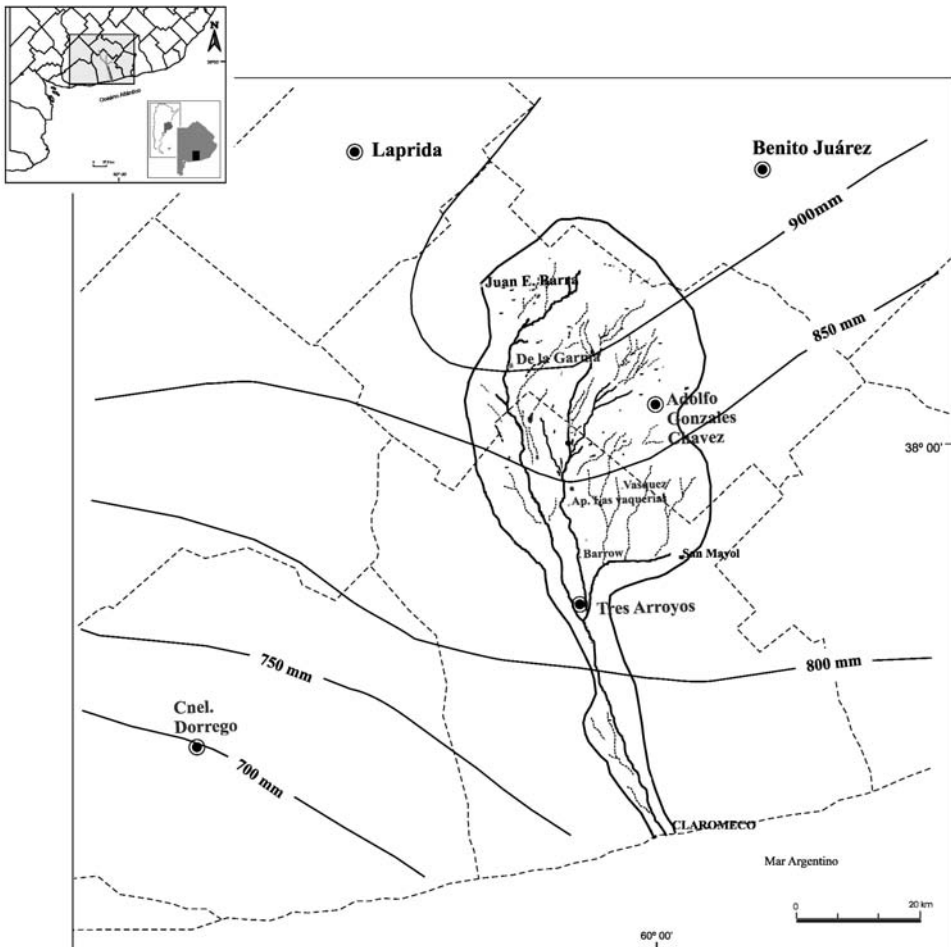 N
Océano Atlántico
Laprida
Benito Juárez
900mm
Juan E. Barra
850 mm
De la Garma
Adolfo
Gonzales
Chavez
38º 00'
Vasquez
Ap. Las vaquerias
Barrow
San Mayol
Tres Arroyos
750 mm
800 mm
Cnel.
Dorrego
700 mm
CLAROMECO
Mar Argentino
0
20 km
60º 00'